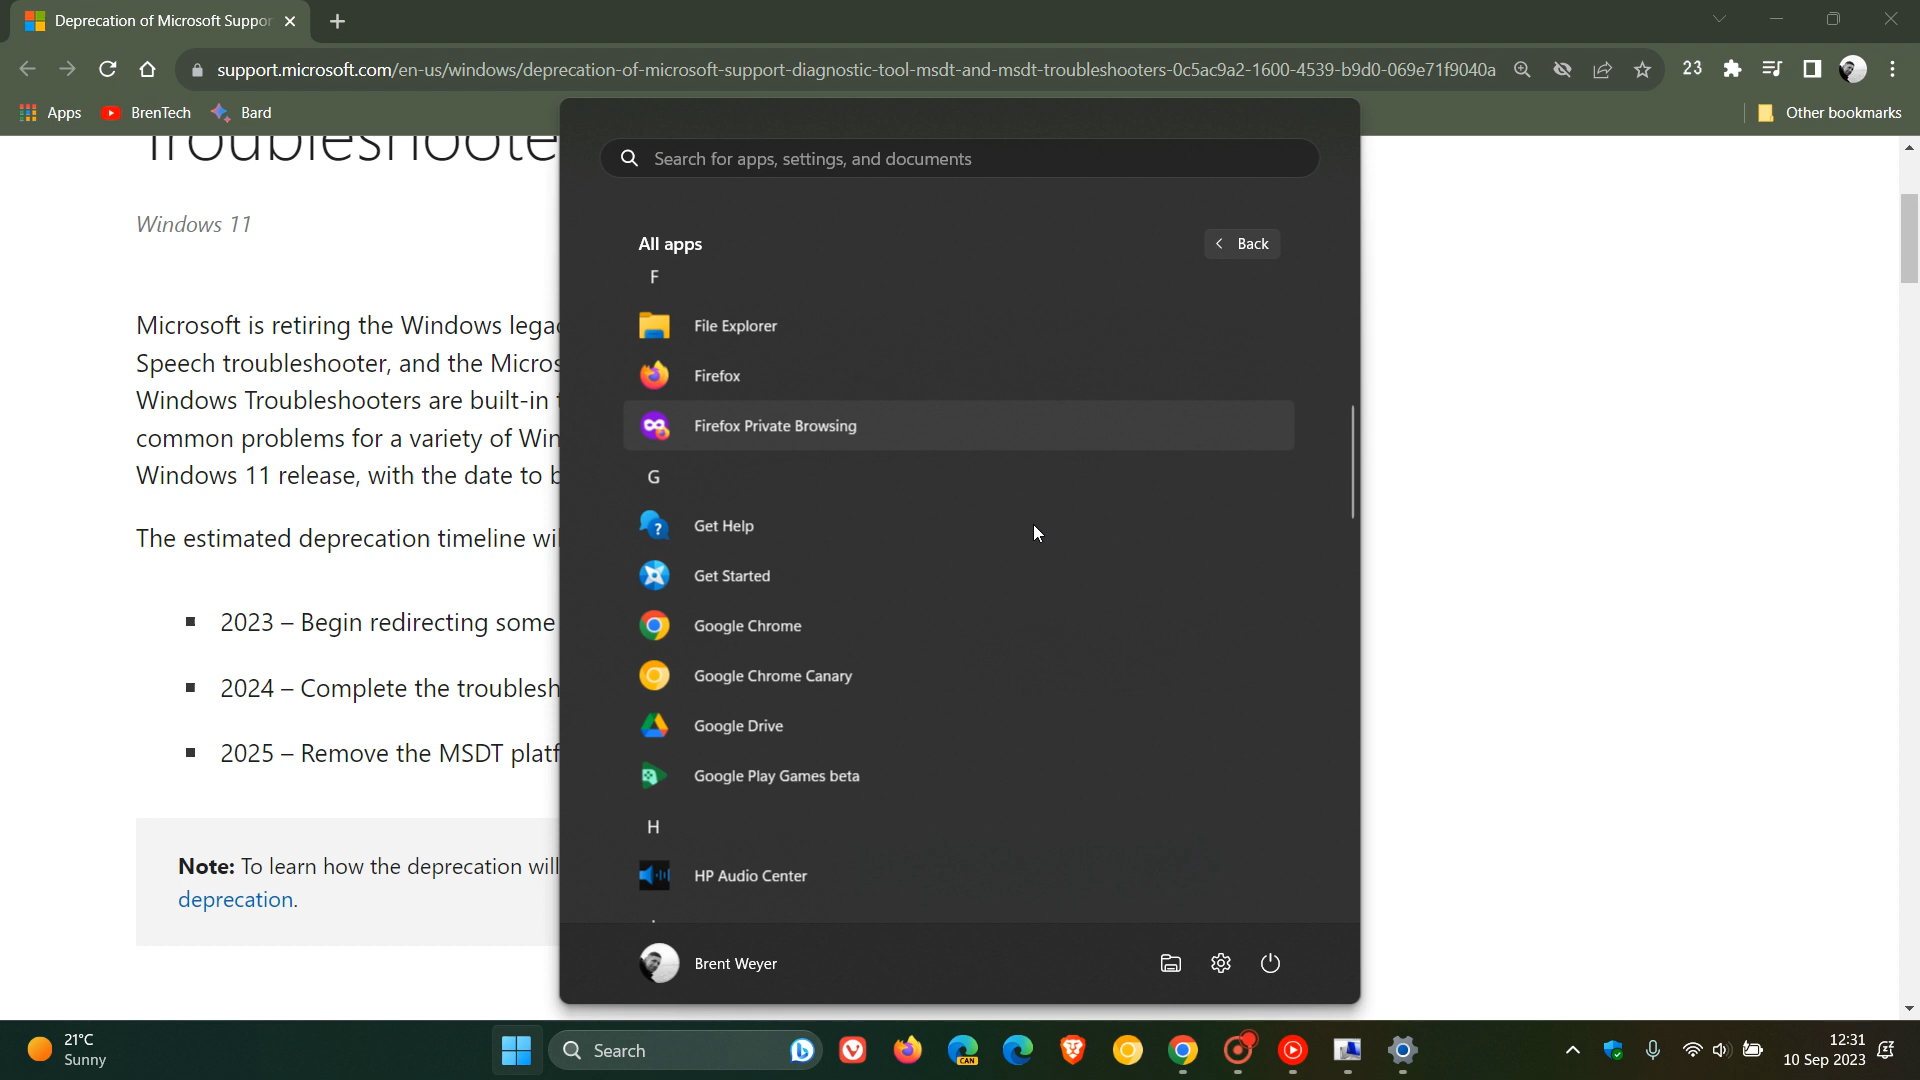 Deprecation of Microsoft Suppor
support.microsoft.com/en-us/windows/deprecation-of-microsoft-support-diagnostic-tool-msdt-and-msdt-troubleshooters-0c5ac9a2-1600-4539-b9d0-069e71f9040a
23
Apps
BrenTech
Bard
Other bookmarks
Troubleshoote
Windows 11
Microsoft is retiring the Windows legac
Speech troubleshooter, and the Micros
Windows Troubleshooters are built-in t
common problems for a variety of Win
Windows 11 release, with the date to b
The estimated deprecation timeline wil
2023 – Begin redirecting some
2024 – Complete the troublesh
2025 – Remove the MSDT platf
Note: To learn how the deprecation will
deprecation.
Search for apps, settings, and documents
All apps
Back
F
File Explorer
Firefox
Firefox Private Browsing
G
Get Help
Get Started
Google Chrome
Google Chrome Canary
Google Drive
Google Play Games beta
H
HP Audio Center
Brent Weyer
21°C
Sunny
Search
CAN
12:31
10 Sep 2023